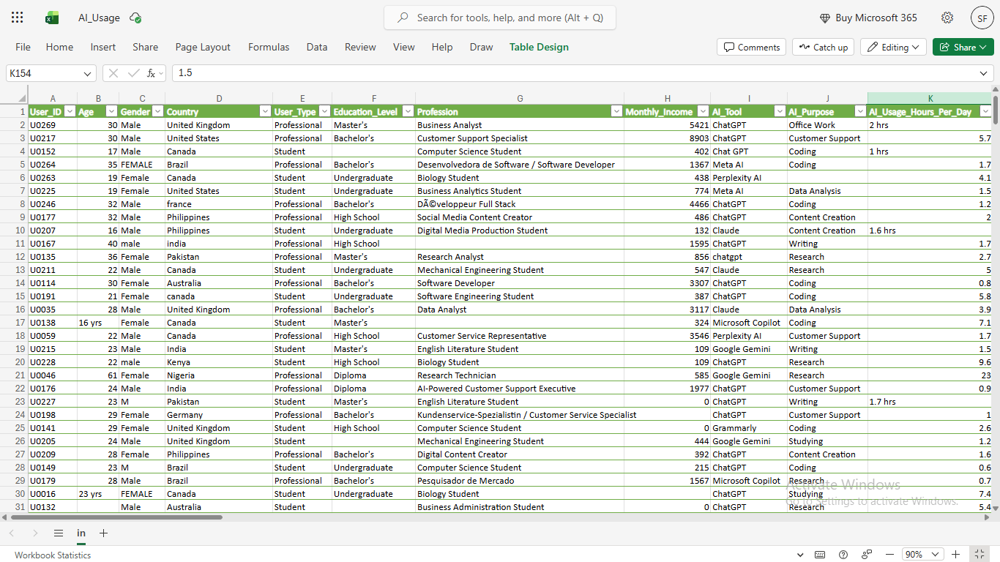 AI_Usage
Search for tools, help, and more (Alt + Q)
Buy Microsoft 365
SF
File Home Insert Share Page Layout Formulas Data Review View Help Draw Table Design
Comments Catch up Editing Share
K154 fx 1.5
A B C D E F G H I J K
1 User_ID Age Gender Country User_Type Education_Level Profession Monthly_Income AI_Tool AI_Purpose AI_Usage_Hours_Per_Day
2 U0269 30 Male United Kingdom Professional Master's Business Analyst 5421 ChatGPT Office Work 2 hrs
3 U0217 30 Male United States Professional Bachelor's Customer Support Specialist 8903 ChatGPT Customer Support 5.7
4 U0152 17 Male Canada Student Computer Science Student 402 Chat GPT Coding 1 hrs
5 U0264 35 FEMALE Brazil Professional Bachelor's Desenvolvedora de Software / Software Developer 1367 Meta AI Coding 1.7
6 U0263 19 Female Canada Student Undergraduate Biology Student 438 Perplexity AI 4.1
7 U0225 19 Female United States Student Undergraduate Business Analytics Student 774 Meta AI Data Analysis 1.5
8 U0246 32 Male france Professional Bachelor's DÃ©veloppeur Full Stack 4466 ChatGPT Coding 1.2
9 U0177 32 Male Philippines Professional High School Social Media Content Creator 486 ChatGPT Content Creation 2
10 U0207 16 Male Philippines Student Undergraduate Digital Media Production Student 132 Claude Content Creation 1.6 hrs
11 U0167 40 male india Professional High School 1595 ChatGPT Writing 1.7
12 U0135 36 Female Pakistan Professional Master's Research Analyst 856 chatgpt Research 2.7
13 U0211 22 Male Canada Student Undergraduate Mechanical Engineering Student 547 Claude Research 5
14 U0114 30 Female Australia Professional Bachelor's Software Developer 3307 ChatGPT Coding 0.8
15 U0191 21 Female canada Student Undergraduate Software Engineering Student 387 ChatGPT Coding 5.8
16 U0035 28 Male United Kingdom Professional Bachelor's Data Analyst 3117 Claude Data Analysis 3.9
17 U0138 16 yrs Female Canada Student Master's 324 Microsoft Copilot Coding 7.1
18 U0059 22 Male Canada Professional High School Customer Service Representative 3546 Perplexity AI Customer Support 1.7
19 U0215 23 Male India Student Master's English Literature Student 109 Google Gemini Writing 1.5
20 U0228 22 male Kenya Student High School Biology Student 109 ChatGPT Research 9.6
21 U0046 61 Female Nigeria Professional Diploma Research Technician 585 Google Gemini Research 23
22 U0176 24 Male India Professional Diploma AI-Powered Customer Support Executive 1977 ChatGPT Customer Support 0.9
23 U0227 23 M Pakistan Student Master's English Literature Student 0 ChatGPT Writing 1.7 hrs
24 U0198 29 Female Germany Professional Bachelor's Kundenservice-Spezialistin / Customer Service Specialist ChatGPT Customer Support 1
25 U0141 29 Female United Kingdom Student High School Computer Science Student 0 Grammarly Coding 2.6
26 U0205 24 Male United Kingdom Student Mechanical Engineering Student 444 Google Gemini Studying 1.2
27 U0209 28 Female Philippines Professional Bachelor's Digital Content Creator 392 ChatGPT Content Creation 1.6
28 U0149 23 M Brazil Student Undergraduate Computer Science Student 215 ChatGPT Coding 0.6
29 U0179 28 Male Brazil Professional Bachelor's Pesquisador de Mercado 1567 Microsoft Copilot Research 0.7
30 U0016 23 yrs FEMALE Canada Student Undergraduate Biology Student ChatGPT Studying 7.4
31 U0132 Male Australia Student Business Administration Student 0 ChatGPT Research 5.4
Activate Windows
Go to Settings to activate Windows.
in
Workbook Statistics
90%